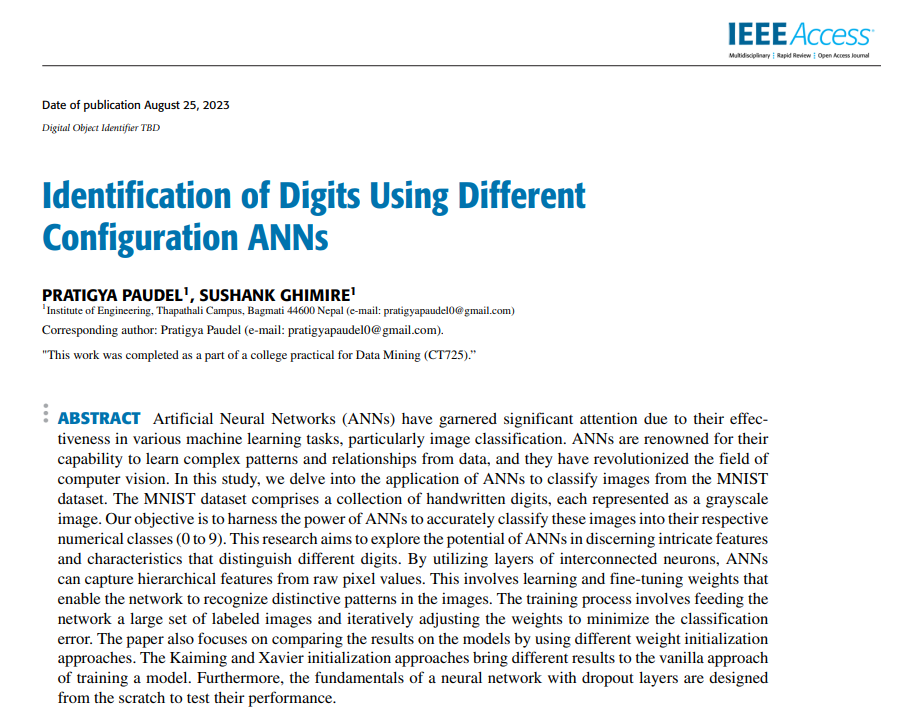 IEEE Access
Multidisciplinary ⋮ Rapid Review ⋮ Open Access Journal
Date of publication August 25, 2023
Digital Object Identifier TBD
Identification of Digits Using Different
Configuration ANNs
PRATIGYA PAUDEL¹, SUSHANK GHIMIRE¹
¹Institute of Engineering, Thapathali Campus, Bagmati 44600 Nepal (e-mail: pratigyapaudel0@gmail.com)
Corresponding author: Pratigya Paudel (e-mail: pratigyapaudel0@gmail.com).
"This work was completed as a part of a college practical for Data Mining (CT725).”
ABSTRACT Artificial Neural Networks (ANNs) have garnered significant attention due to their effec-
tiveness in various machine learning tasks, particularly image classification. ANNs are renowned for their
capability to learn complex patterns and relationships from data, and they have revolutionized the field of
computer vision. In this study, we delve into the application of ANNs to classify images from the MNIST
dataset. The MNIST dataset comprises a collection of handwritten digits, each represented as a grayscale
image. Our objective is to harness the power of ANNs to accurately classify these images into their respective
numerical classes (0 to 9). This research aims to explore the potential of ANNs in discerning intricate features
and characteristics that distinguish different digits. By utilizing layers of interconnected neurons, ANNs
can capture hierarchical features from raw pixel values. This involves learning and fine-tuning weights that
enable the network to recognize distinctive patterns in the images. The training process involves feeding the
network a large set of labeled images and iteratively adjusting the weights to minimize the classification
error. The paper also focuses on comparing the results on the models by using different weight initialization
approaches. The Kaiming and Xavier initialization approaches bring different results to the vanilla approach
of training a model. Furthermore, the fundamentals of a neural network with dropout layers are designed
from the scratch to test their performance.